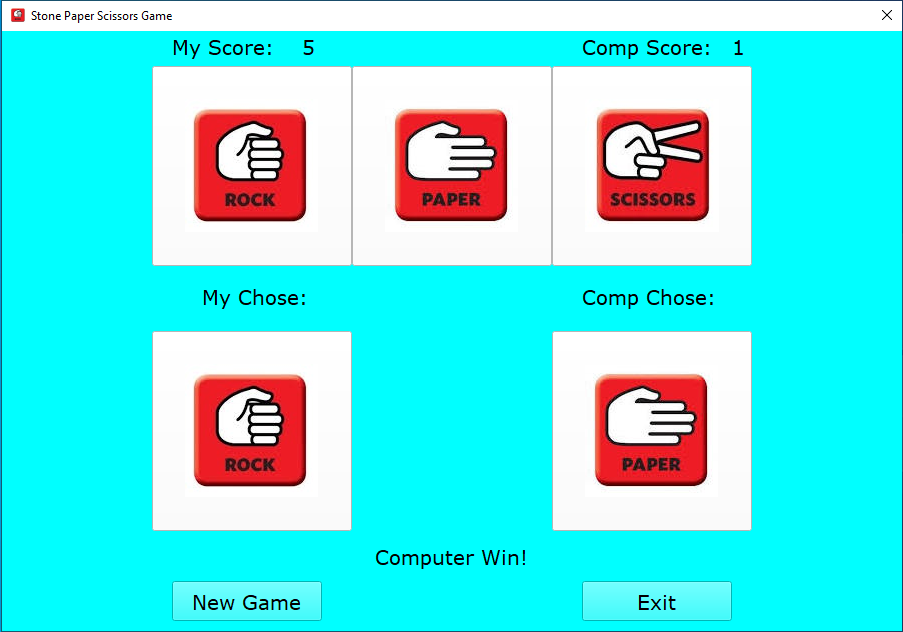 Stone Paper Scissors Game
My Score: 5 Comp Score: 1
ROCK PAPER SCISSORS
My Chose: Comp Chose:
ROCK PAPER
Computer Win!
New Game Exit